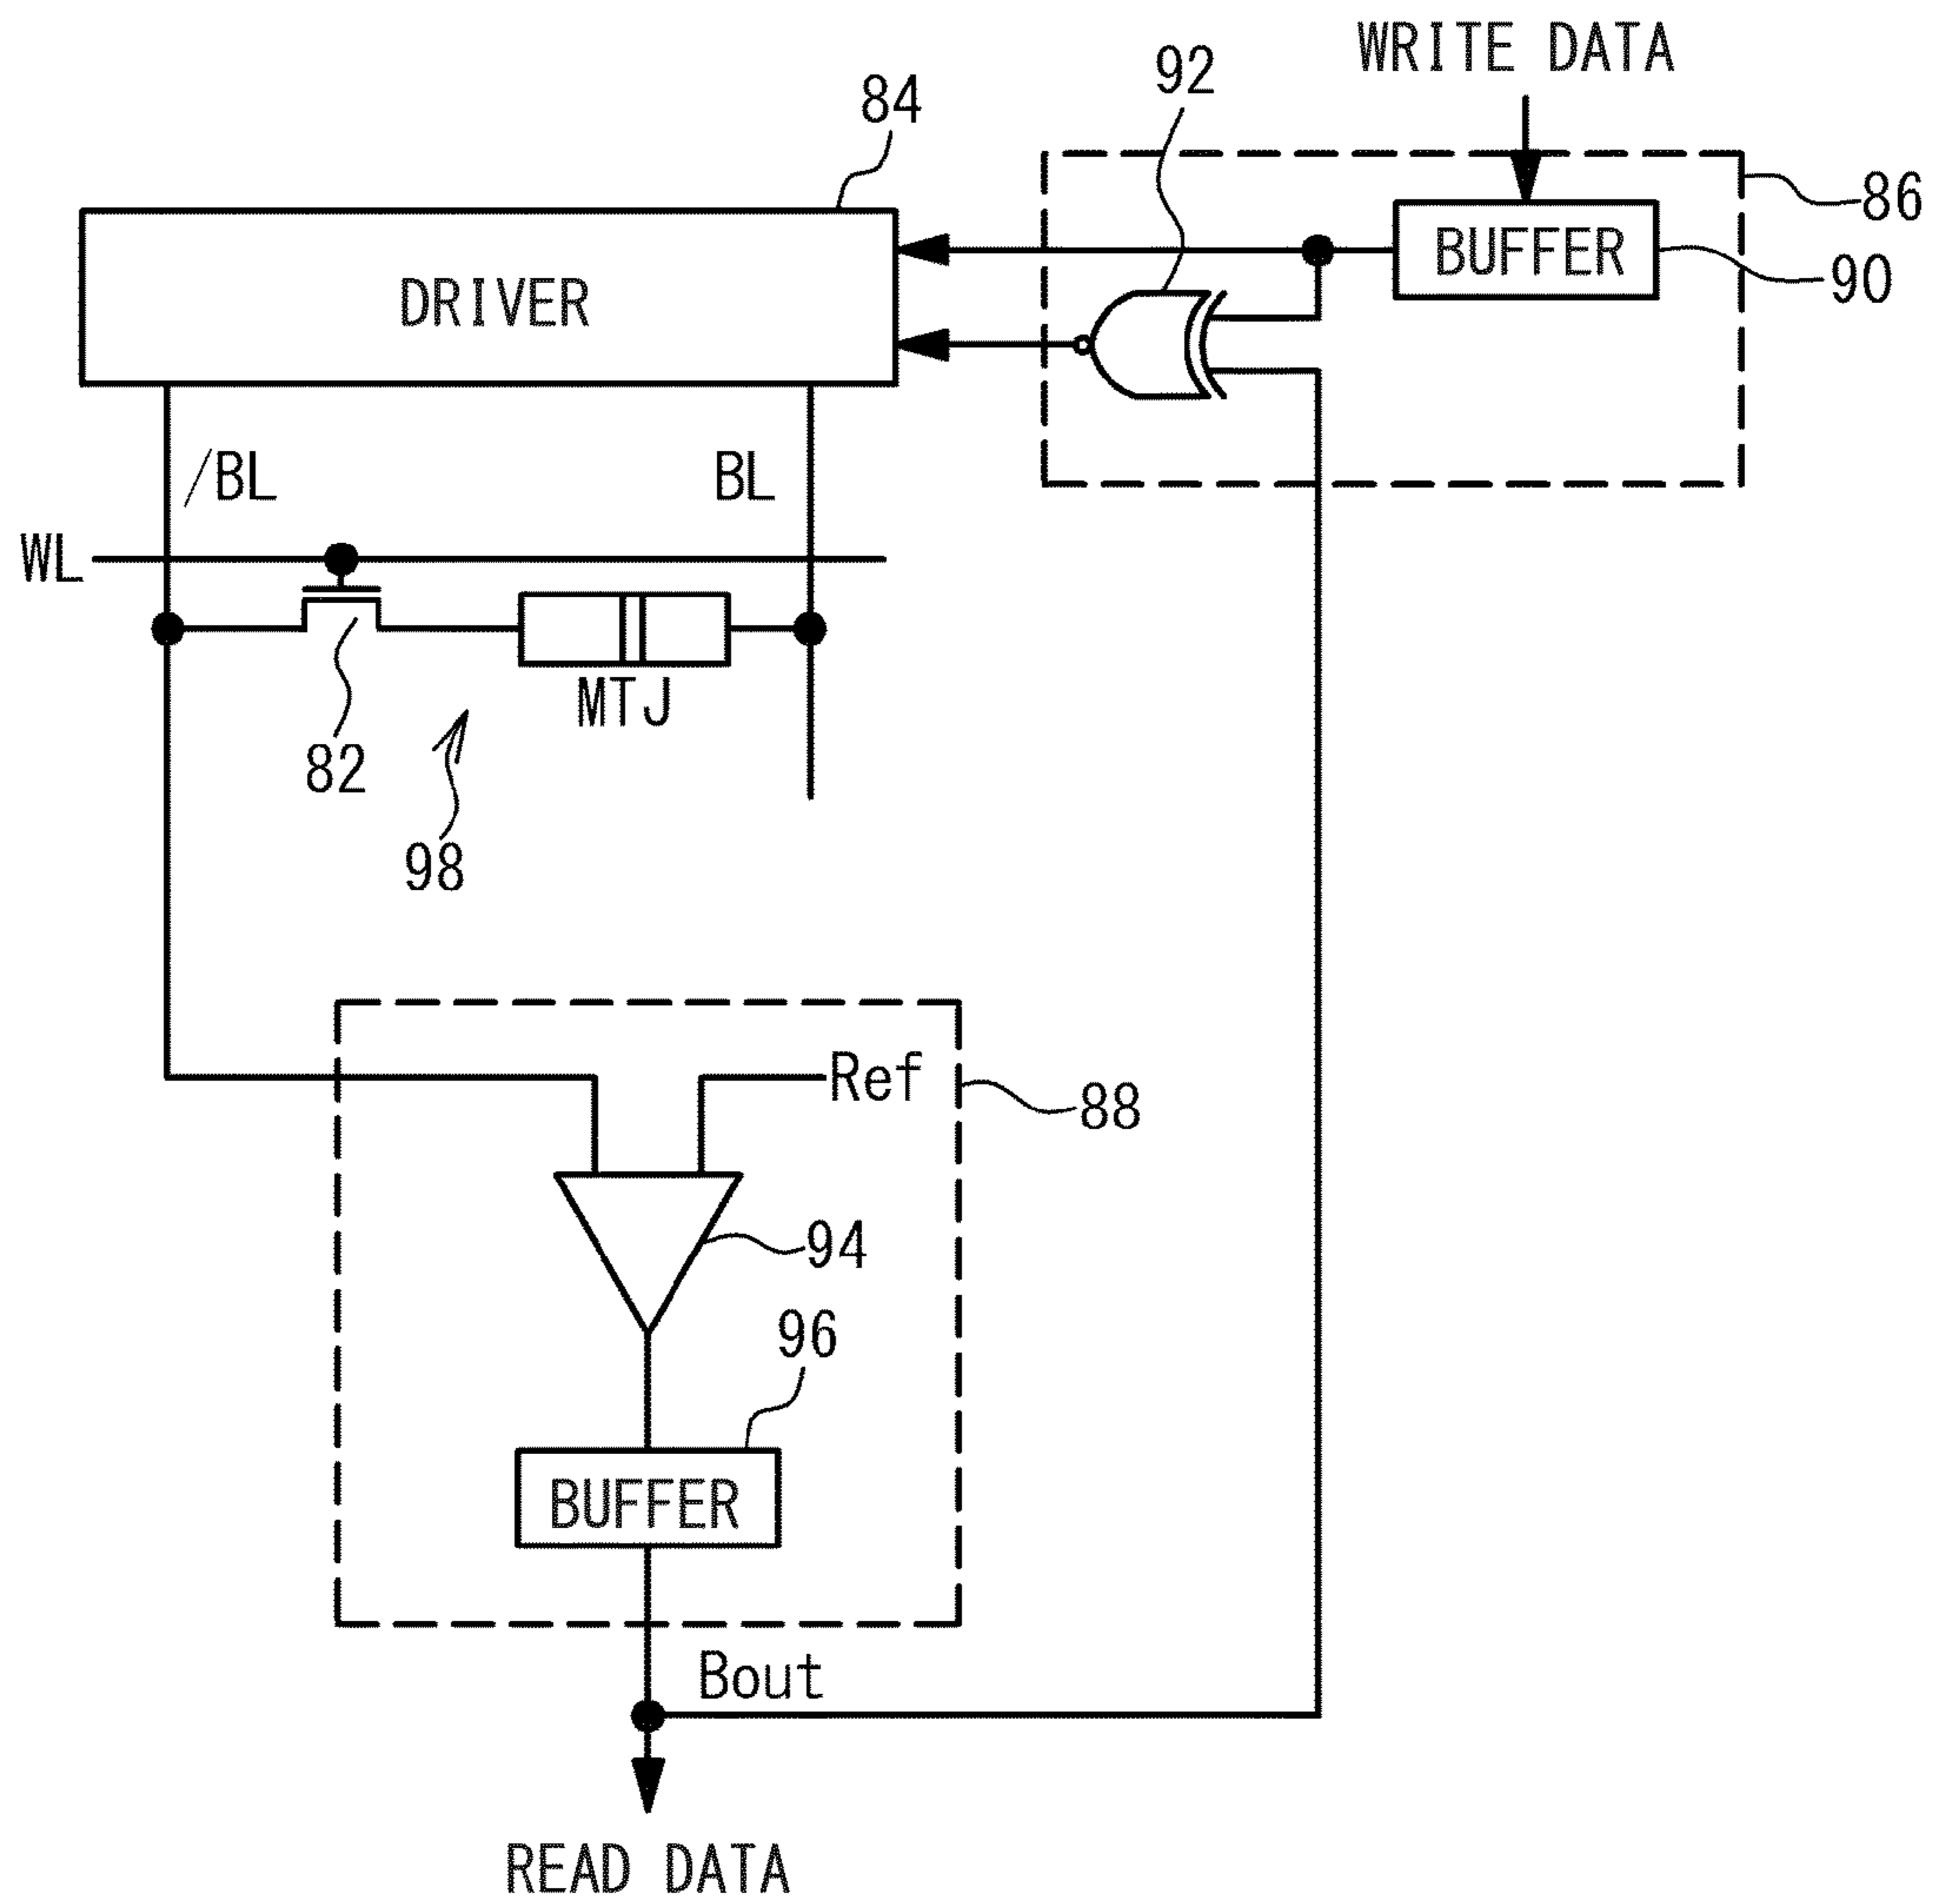 WRITE DATA
92
84
86
BUFFER
90
DRIVER
/BL
BL
WL
MTJ
82
98
Ref
88
94
96
BUFFER
Bout
READ DATA